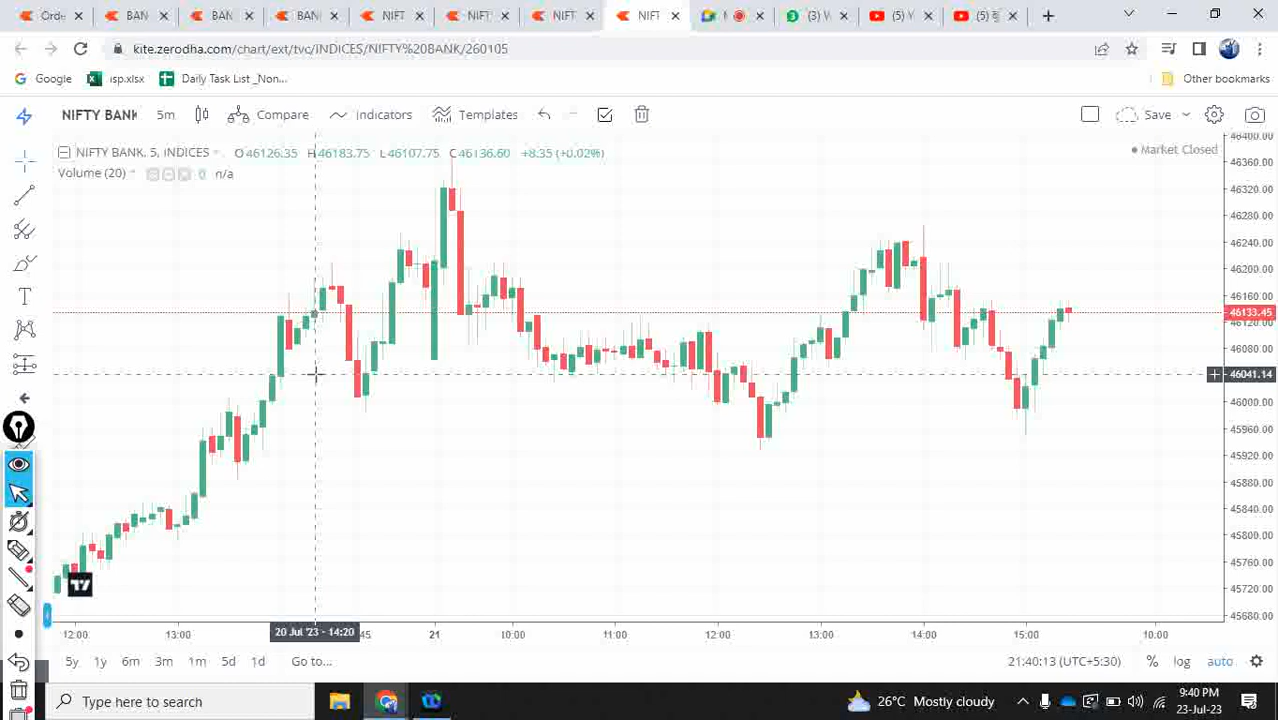 Orde
BAN
BAN
BAN
NIFT
NIFT
NIFT
NIFT
(3) W
(5) V
(5)
kite.zerodha.com/chart/ext/tvc/INDICES/NIFTY%20BANK/260105
Google
isp.xlsx
Daily Task List _Non...
Other bookmarks
NIFTY BANK
5m
Compare
Indicators
Templates
Save
NIFTY BANK, 5, INDICES
O46126.35 H46183.75 L46107.75 C46136.60 +8.35 (+0.02%)
Market Closed
Volume (20)
0 n/a
46400.00
46360.00
46320.00
46280.00
46240.00
46200.00
46160.00
46133.45
46120.00
46080.00
46041.14
46000.00
45960.00
45920.00
45880.00
45840.00
45800.00
45760.00
45720.00
45680.00
12:00
13:00
20 Jul '23 - 14:20
:45
21
10:00
11:00
12:00
13:00
14:00
15:00
10:00
5y
1y
6m
3m
1m
5d
1d
Go to...
21:40:13 (UTC+5:30)
%
log
auto
Type here to search
26°C Mostly cloudy
9:40 PM
23-Jul-23